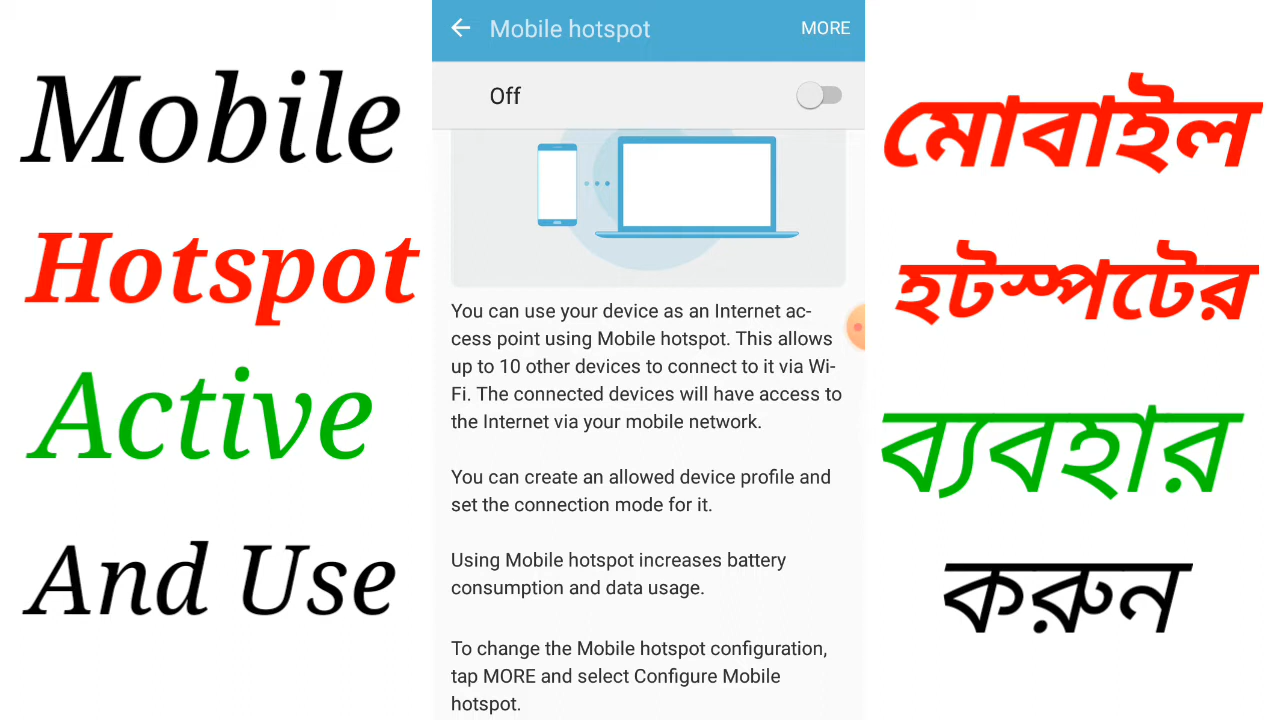 Mobile
Hotspot
Active
And Use
Mobile hotspot MORE
Off
You can use your device as an Internet ac-
cess point using Mobile hotspot. This allows
up to 10 other devices to connect to it via Wi-
Fi. The connected devices will have access to
the Internet via your mobile network.
You can create an allowed device profile and
set the connection mode for it.
Using Mobile hotspot increases battery
consumption and data usage.
To change the Mobile hotspot configuration,
tap MORE and select Configure Mobile
hotspot.
মোবাইল
হটস্পটের
ব্যবহার
করুন